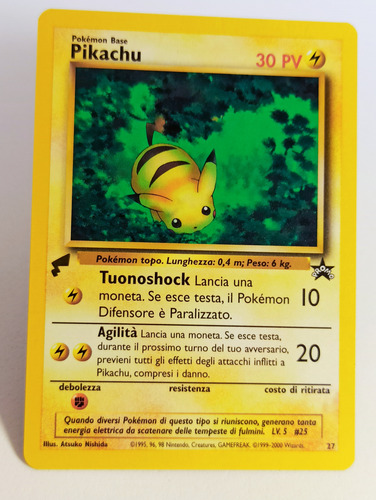 Pokémon Base
Pikachu
30 PV
Pokémon topo. Lunghezza: 0,4 m; Peso: 6 kg.
PROMO
Tuonoshock Lancia una
moneta. Se esce testa, il Pokémon
Difensore è Paralizzato.
10
Agilità Lancia una moneta. Se esce testa,
durante il prossimo turno del tuo avversario,
previeni tutti gli effetti degli attacchi inflitti a
Pikachu, compresi i danno.
20
debolezza resistenza costo di ritirata
Quando diversi Pokémon di questo tipo si riuniscono, generano tanta
energia elettrica da scatenare delle tempeste di fulmini. LV. 5 #25
Illus. Atsuko Nishida ©1995, 96, 98 Nintendo, Creatures, GAMEFREAK. ©1999-2000 Wizards. 27